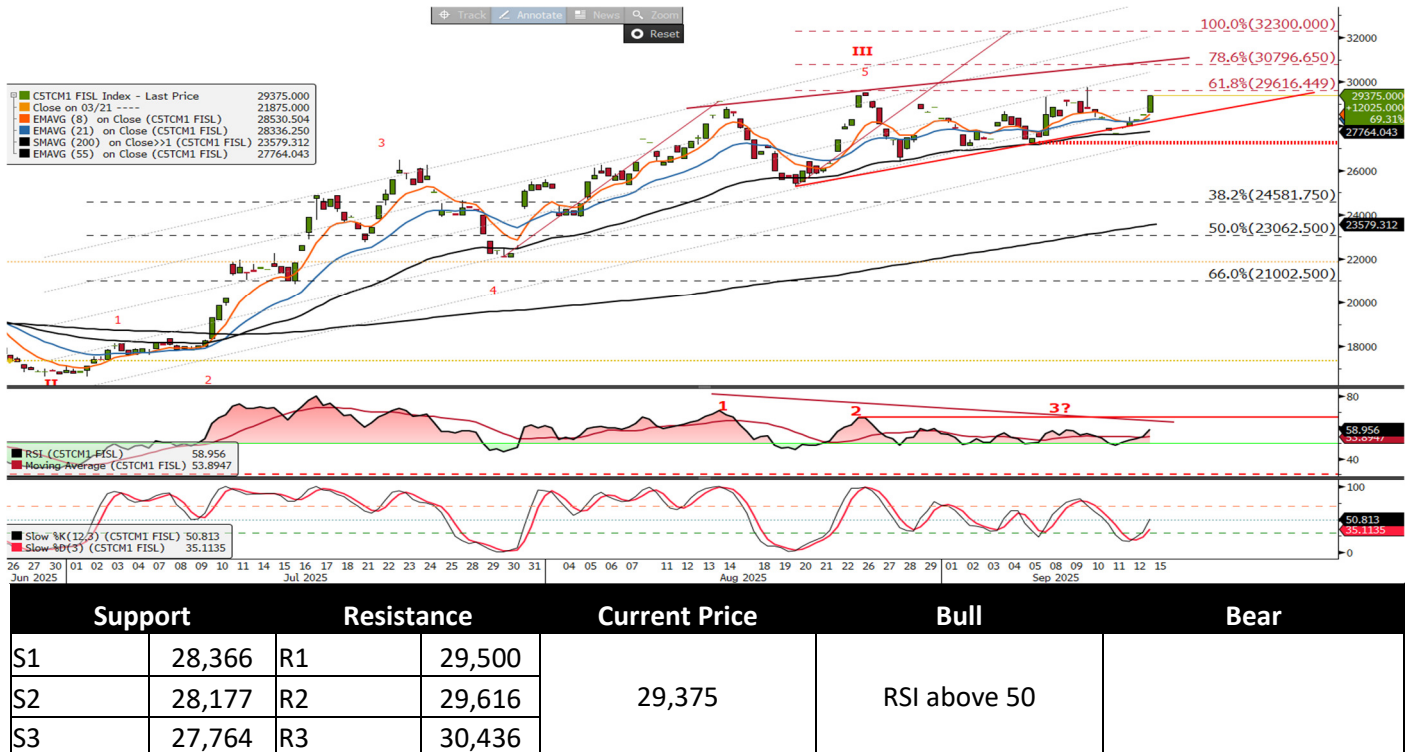 Track Annotate News Zoom
Reset
C5TCM1 FISL Index - Last Price 29375.000
Close on 03/21 ---- 21875.000
EMAVG (8) on Close (C5TCM1 FISL) 28530.504
EMAVG (21) on Close (C5TCM1 FISL) 28336.250
SMAVG (200) on Close>>1 (C5TCM1 FISL) 23579.312
EMAVG (55) on Close (C5TCM1 FISL) 27764.043
100.0%(32300.000)
78.6%(30796.650)
61.8%(29616.449)
38.2%(24581.750)
50.0%(23062.500)
66.0%(21002.500)
32000
30000
29375.000
+12025.000
69.31%
27764.043
26000
24000
23579.312
22000
20000
18000
II
1
2
3
4
III
5
RSI (C5TCM1 FISL) 58.956
Moving Average (C5TCM1 FISL) 53.8947
1
2
3?
80
58.956
53.8947
40
Slow %K(12,3) (C5TCM1 FISL) 50.813
Slow %D(3) (C5TCM1 FISL) 35.1135
100
50.813
35.1135
0
26 27 30 01 02 03 04 07 08 09 10 11 14 15 16 17 18 21 22 23 24 25 28 29 30 31 04 05 06 07 11 12 13 14 18 19 20 21 22 26 27 28 29 01 02 03 04 05 08 09 10 11 12 15
Jun 2025 Jul 2025 Aug 2025 Sep 2025
Support Resistance Current Price Bull Bear
S1 28,366 R1 29,500
S2 28,177 R2 29,616 29,375 RSI above 50
S3 27,764 R3 30,436